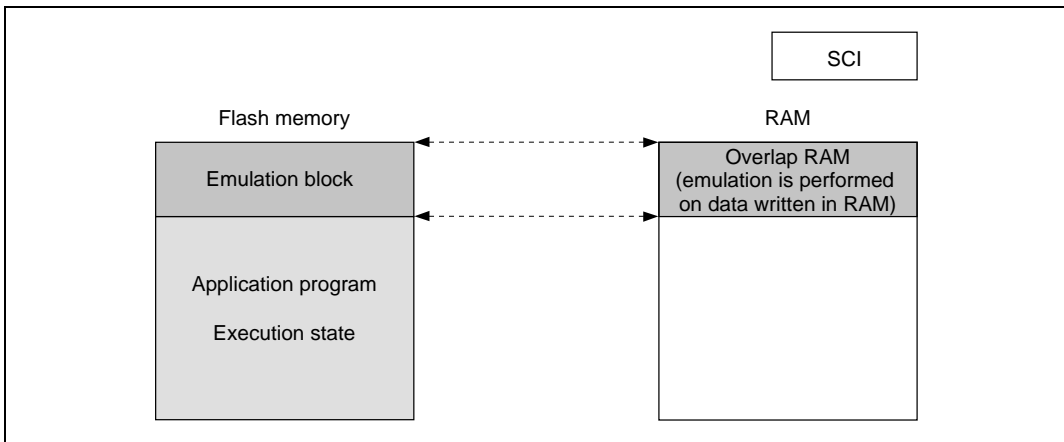 SCI
Flash memory
RAM
Emulation block
Overlap RAM
(emulation is performed
on data written in RAM)
Application program
Execution state